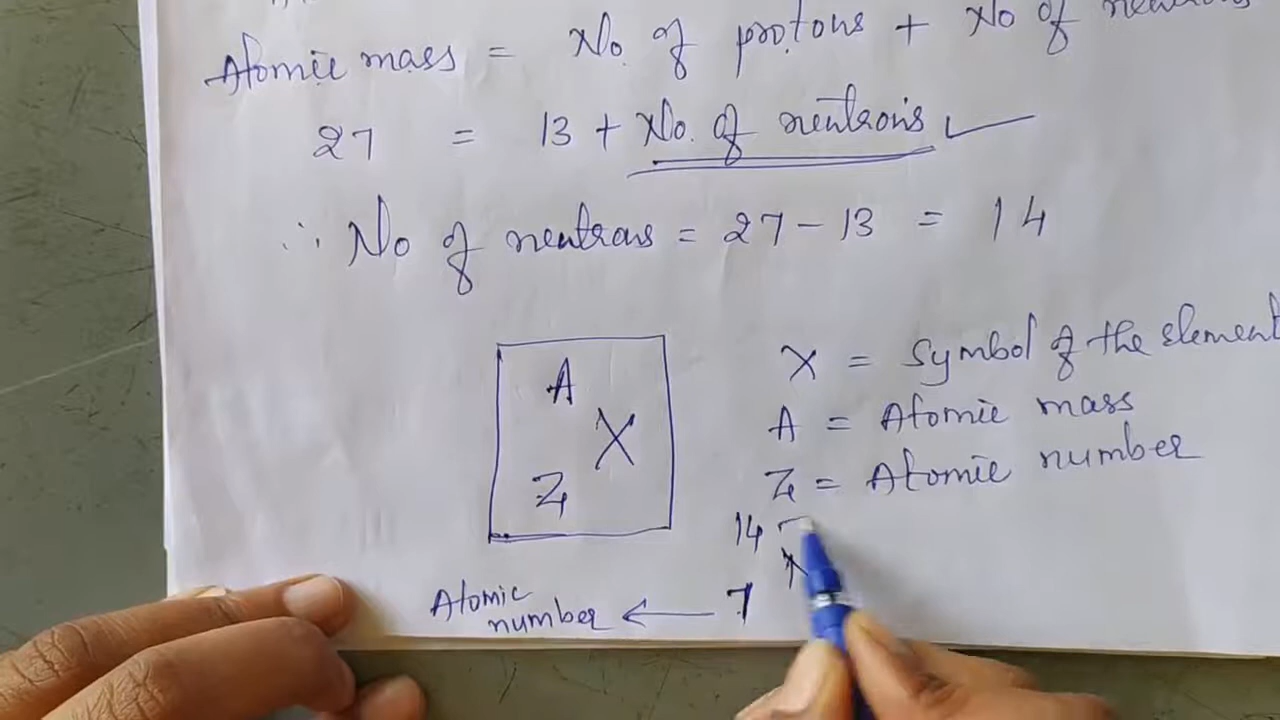 Atomic mass = No. of protons + No of neutrons
27 = 13 + No. of neutrons ✓
∴ No of neutrons = 27 - 13 = 14
A
X
Z
X = Symbol of the element
A = Atomic mass
Z = Atomic number
14
N
7
Atomic number ←